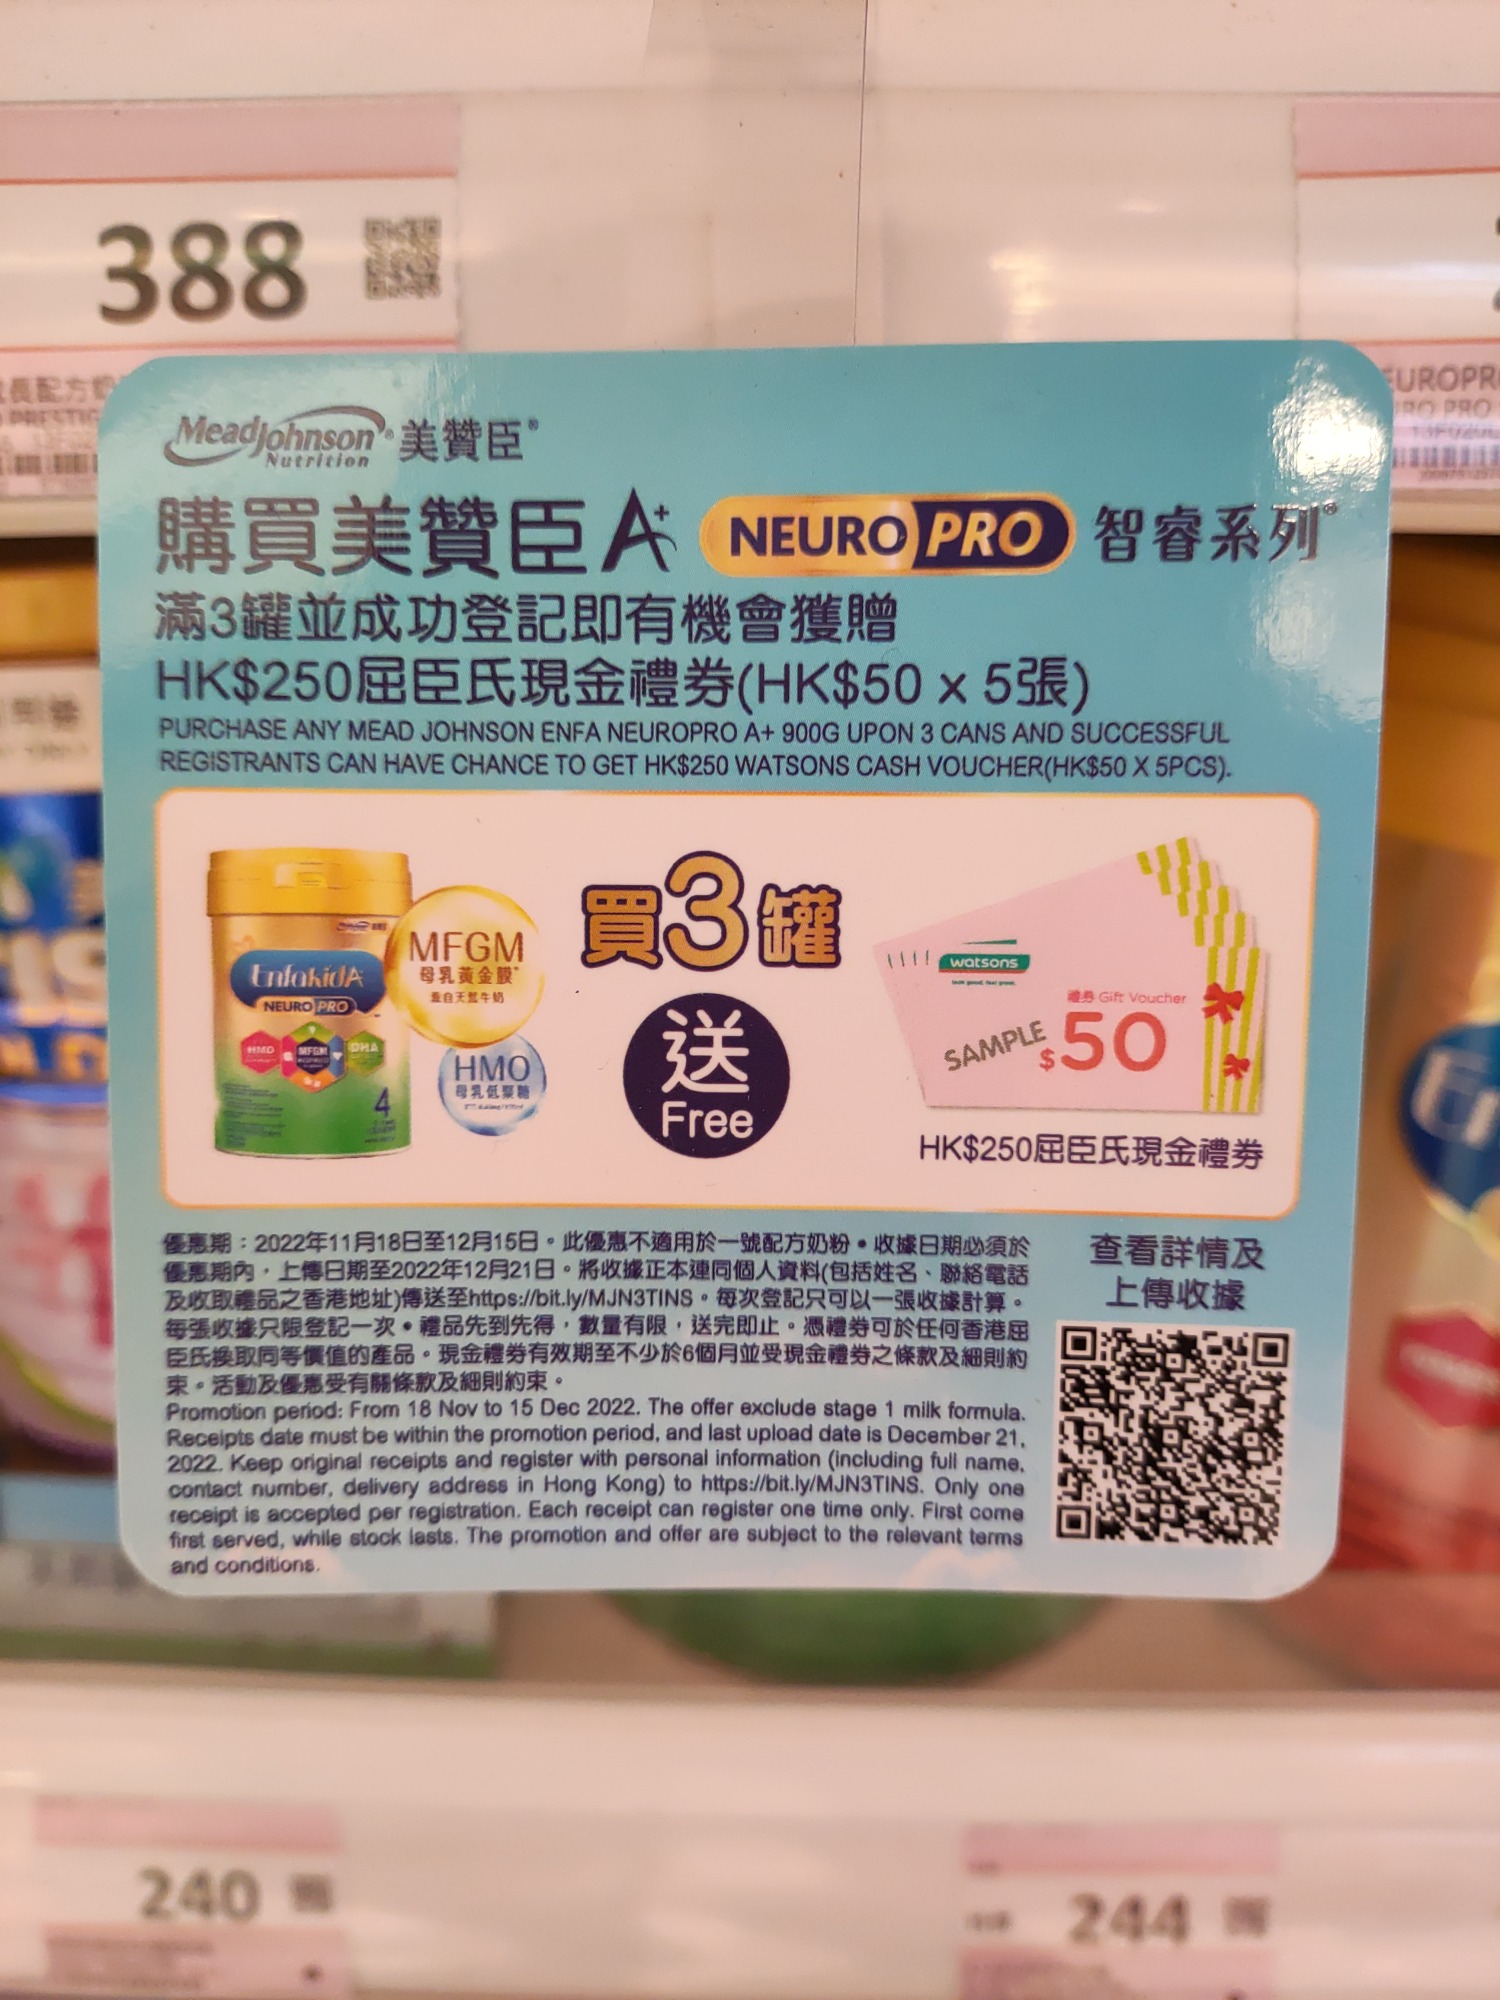 388
MeadJohnson
Nutrition
美贊臣®
購買美贊臣 A+ NEURO PRO 智睿系列®
滿3罐並成功登記即有機會獲贈
HK$250屈臣氏現金禮券(HK$50 x 5張)
PURCHASE ANY MEAD JOHNSON ENFA NEUROPRO A+ 900G UPON 3 CANS AND SUCCESSFUL
REGISTRANTS CAN HAVE CHANCE TO GET HK$250 WATSONS CASH VOUCHER(HK$50 X 5PCS).
EnfakidA+
NEURO PRO
HMO
MFGM
DHA
4
MFGM
母乳黃金膜*
蘊自天然牛奶
HMO
母乳低聚糖
買3罐
送
Free
watsons
禮券 Gift Voucher
SAMPLE
$50
HK$250屈臣氏現金禮券
優惠期：2022年11月18日至12月15日。此優惠不適用於一號配方奶粉。收據日期必須於
優惠期內，上傳日期至2022年12月21日。將收據正本連同個人資料(包括姓名、聯絡電話
及收取禮品之香港地址)傳送至https://bit.ly/MJN3TINS。每次登記只可以一張收據計算。
每張收據只限登記一次。禮品先到先得，數量有限，送完即止。憑禮券可於任何香港屈
臣氏換取同等價值的產品。現金禮券有效期至不少於6個月並受現金禮券之條款及細則約
束。活動及優惠受有關條款及細則約束。
Promotion period: From 18 Nov to 15 Dec 2022. The offer exclude stage 1 milk formula.
Receipts date must be within the promotion period, and last upload date is December 21,
2022. Keep original receipts and register with personal information (including full name,
contact number, delivery address in Hong Kong) to https://bit.ly/MJN3TINS. Only one
receipt is accepted per registration. Each receipt can register one time only. First come
first served, while stock lasts. The promotion and offer are subject to the relevant terms
and conditions.
查看詳情及
上傳收據
240
244